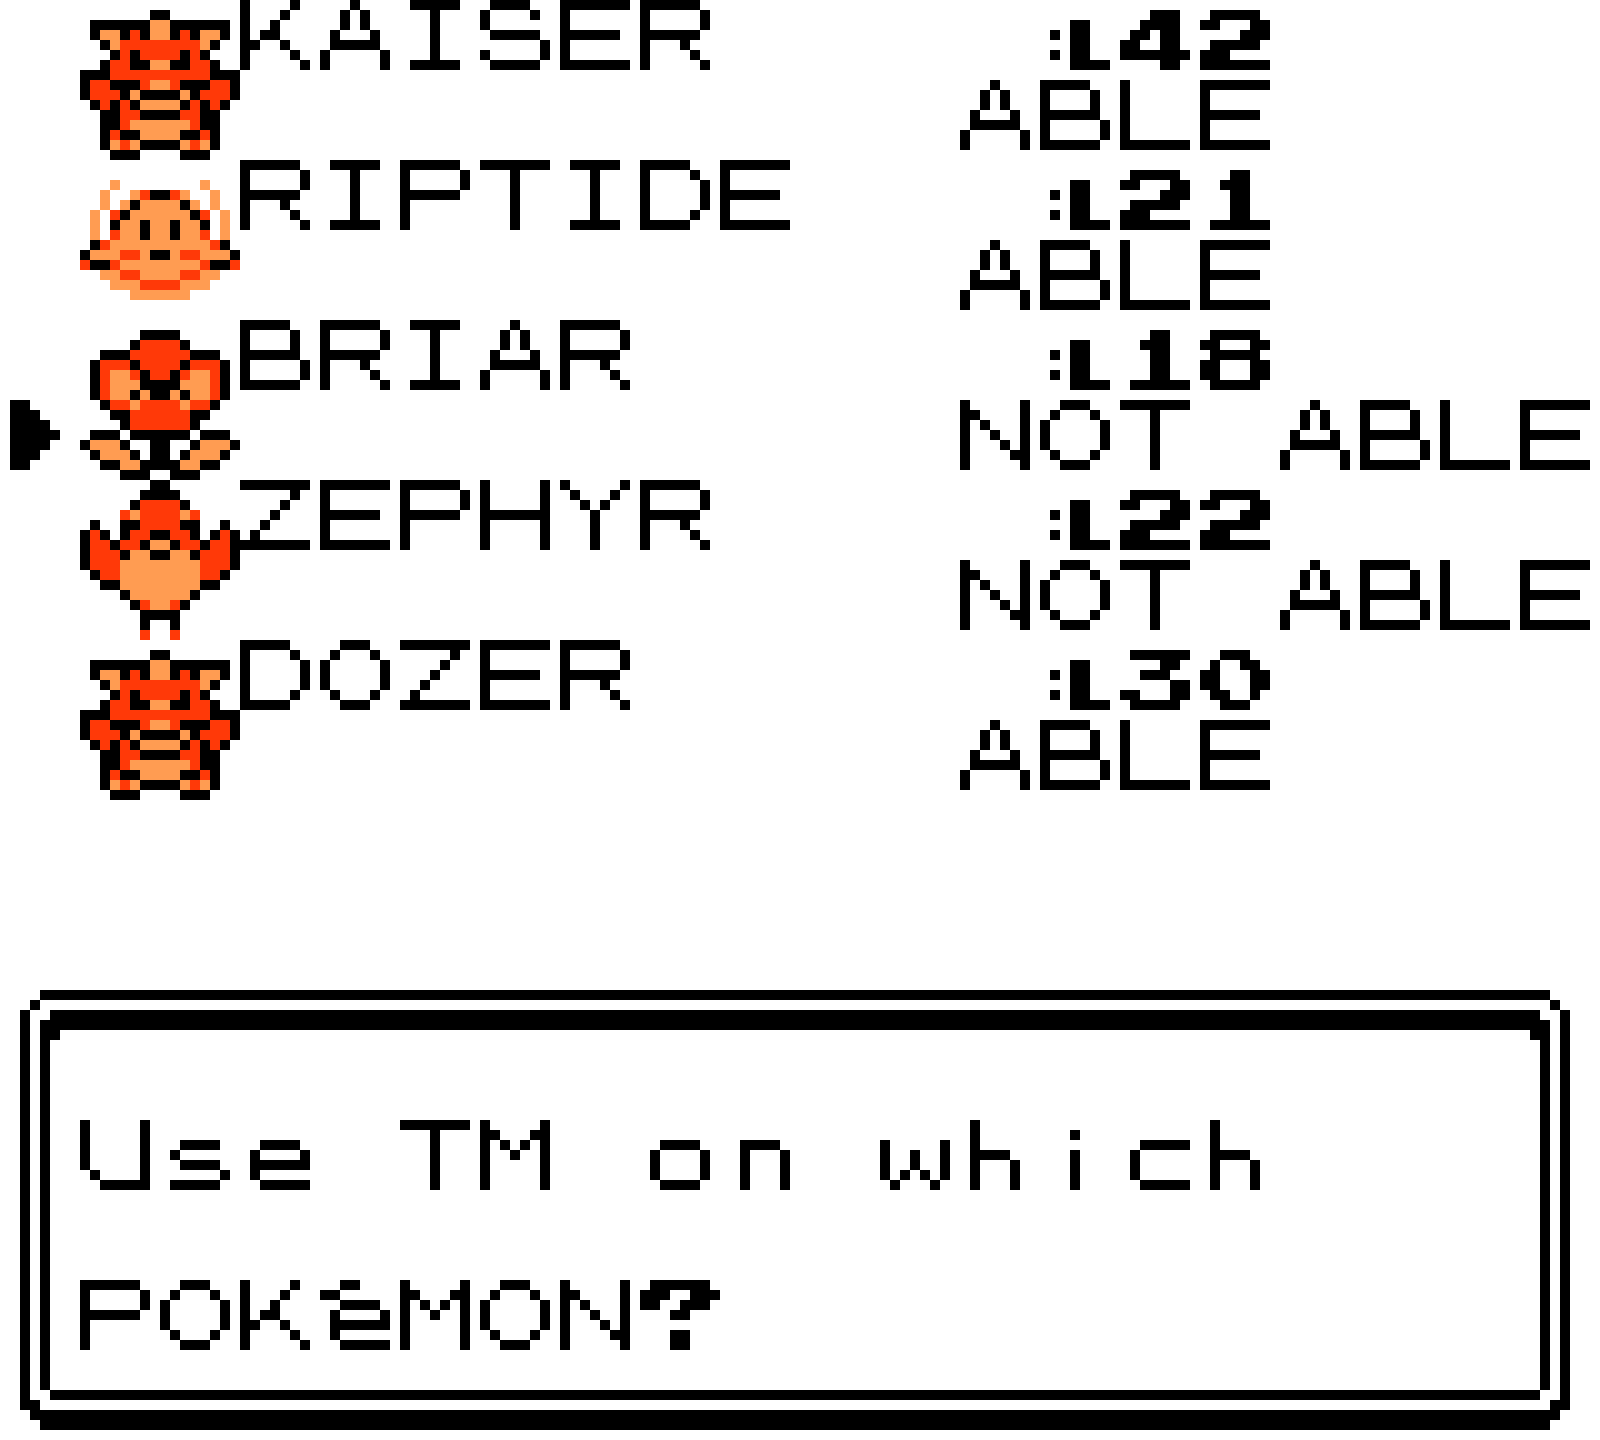 KAISER :L42
ABLE
RIPTIDE :L21
ABLE
BRIAR :L18
NOT ABLE
ZEPHYR :L22
NOT ABLE
DOZER :L30
ABLE
Use TM on which
POKéMON?